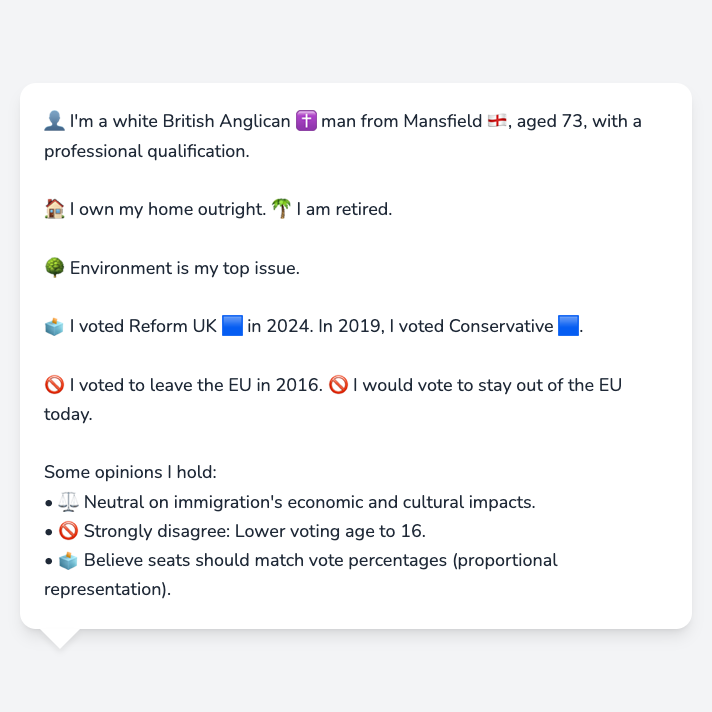 👤 I'm a white British Anglican ✝️ man from Mansfield 🏴󠁧󠁢󠁥󠁮󠁧󠁿, aged 73, with a
professional qualification.
🏠 I own my home outright. 🌴 I am retired.
🌳 Environment is my top issue.
🗳️ I voted Reform UK 🟦 in 2024. In 2019, I voted Conservative 🟦.
🚫 I voted to leave the EU in 2016. 🚫 I would vote to stay out of the EU
today.
Some opinions I hold:
• ⚖️ Neutral on immigration's economic and cultural impacts.
• 🚫 Strongly disagree: Lower voting age to 16.
• 🗳️ Believe seats should match vote percentages (proportional
representation).